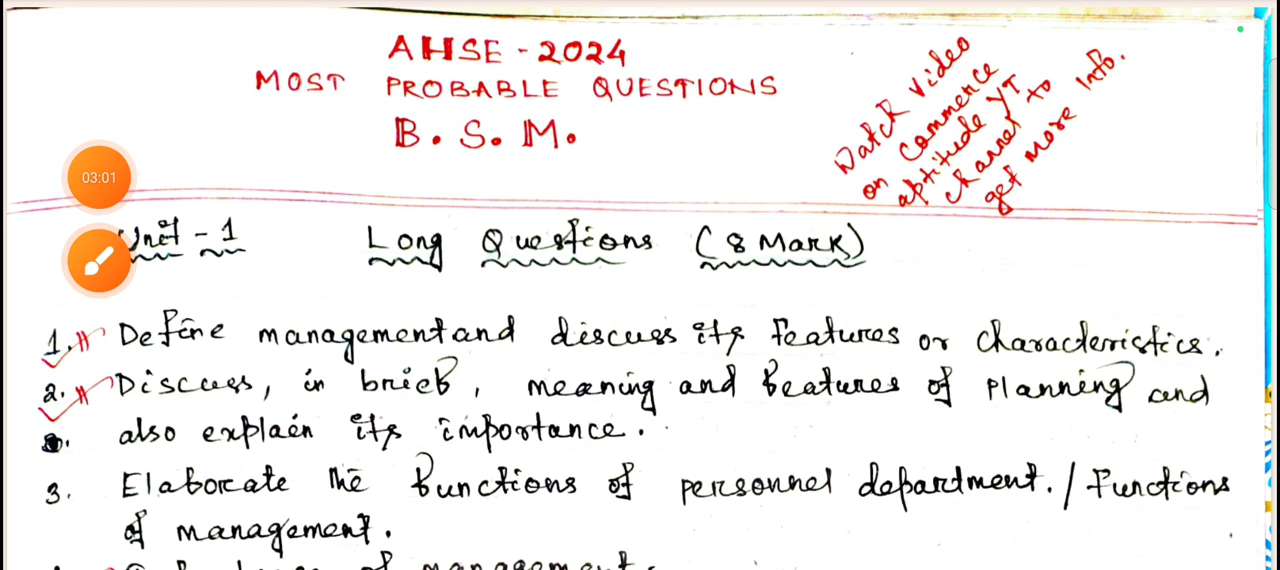 AHSE - 2024
MOST PROBABLE QUESTIONS
B. S. M.
Watch Video
on Commerce
aptitude YT
channel to
get more Info.
03:01
Unit - 1 Long Questions (8 Mark)
1. Define management and discuss its features or characteristics.
2. Discuss, in brief, meaning and features of Planning and
also explain its importance.
3. Elaborate the functions of personnel department. / Functions
of management.
of management.